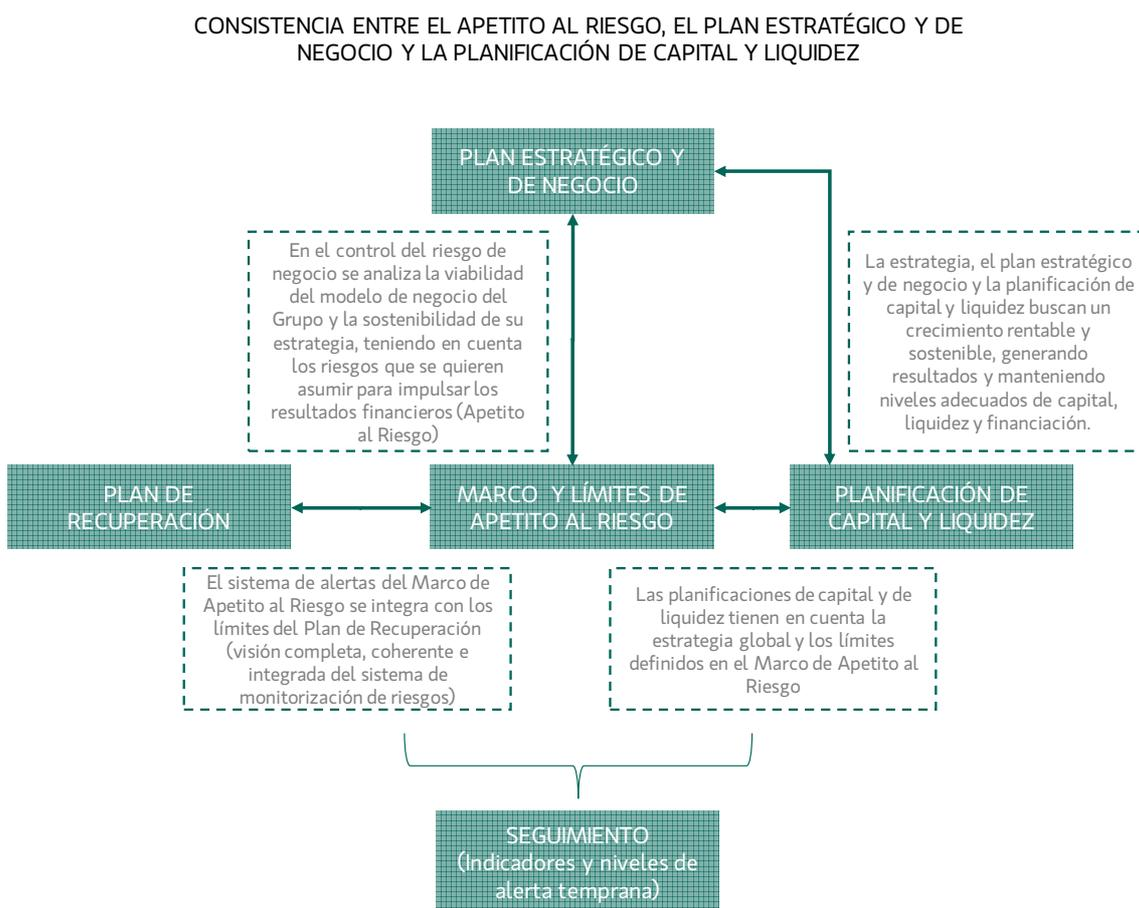 CONSISTENCIA ENTRE EL APETITO AL RIESGO, EL PLAN ESTRATÉGICO Y DE
NEGOCIO Y LA PLANIFICACIÓN DE CAPITAL Y LIQUIDEZ
PLAN ESTRATÉGICO Y
DE NEGOCIO
En el control del riesgo de
negocio se analiza la viabilidad
del modelo de negocio del
Grupo y la sostenibilidad de su
estrategia, teniendo en cuenta
los riesgos que se quieren
asumir para impulsar los
resultados financieros (Apetito
al Riesgo)
La estrategia, el plan estratégico
y de negocio y la planificación de
capital y liquidez buscan un
crecimiento rentable y
sostenible, generando
resultados y manteniendo
niveles adecuados de capital,
liquidez y financiación.
PLAN DE
RECUPERACIÓN
MARCO Y LÍMITES DE
APETITO AL RIESGO
PLANIFICACIÓN DE
CAPITAL Y LIQUIDEZ
El sistema de alertas del Marco de
Apetito al Riesgo se integra con los
límites del Plan de Recuperación
(visión completa, coherente e
integrada del sistema de
monitorización de riesgos)
Las planificaciones de capital y de
liquidez tienen en cuenta la
estrategia global y los límites
definidos en el Marco de Apetito al
Riesgo
SEGUIMIENTO
(Indicadores y niveles de
alerta temprana)